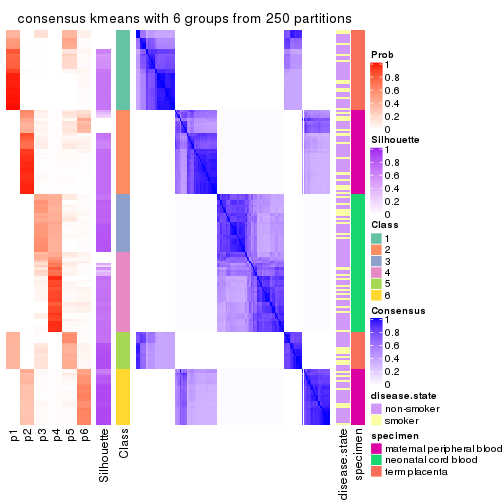 consensus kmeans with 6 groups from 250 partitions
p1
p2
p3
p4
p5
p6
Silhouette
Class
disease.state
specimen
Prob
1
0.8
0.6
0.4
0.2
0
Silhouette
1
0.8
0.6
0.4
0.2
0
Class
1
2
3
4
5
6
Consensus
1
0.8
0.6
0.4
0.2
0
disease.state
non-smoker
smoker
specimen
maternal peripheral blood
neonatal cord blood
term placenta